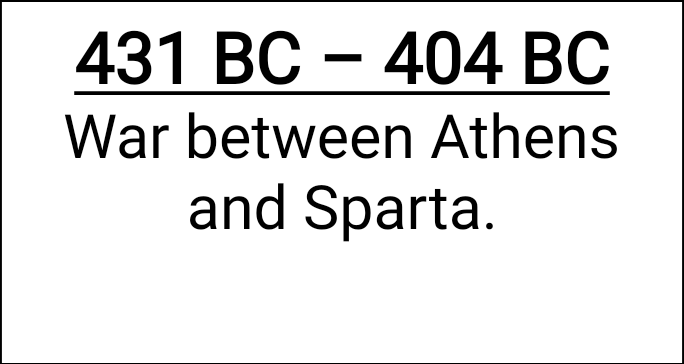 431 BC – 404 BC
War between Athens
and Sparta.